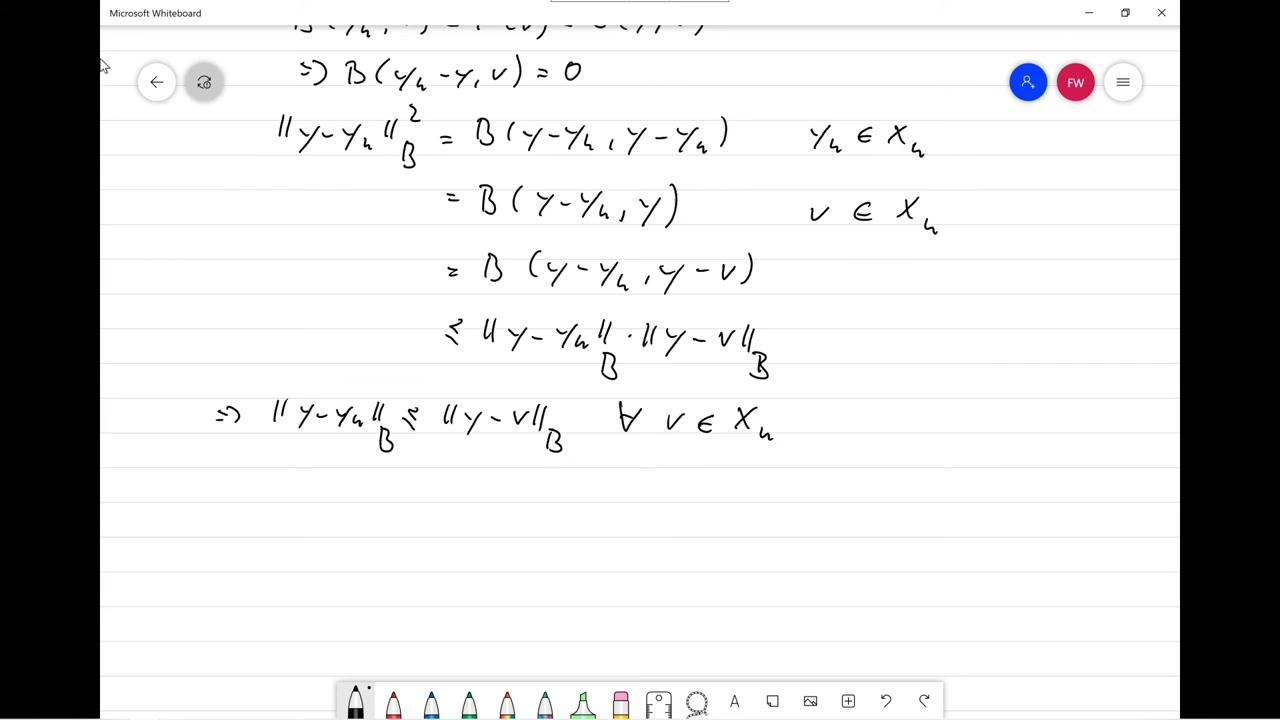 Microsoft Whiteboard
=> B(y_h - y, v) = 0
FW
||y - y_h||_B^2 = B(y - y_h, y - y_h)    y_h ∈ X_h
= B(y - y_h, y)    v ∈ X_h
= B(y - y_h, y - v)
≤ ||y - y_h||_B · ||y - v||_B
=> ||y - y_h||_B ≤ ||y - v||_B    ∀ v ∈ X_h
A